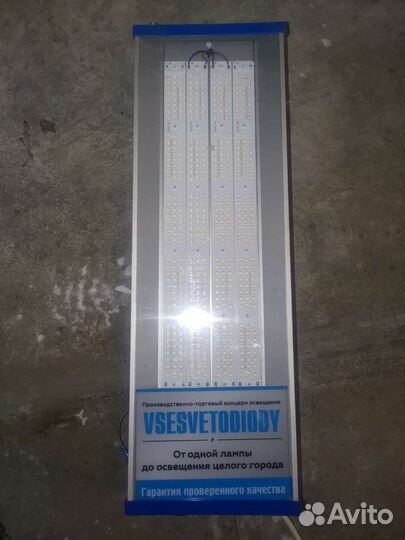 Производственно-торговый концерн освещения
VSESVETODIODY
От одной лампы
до освещения целого города
Гарантия проверенного качества
Avito